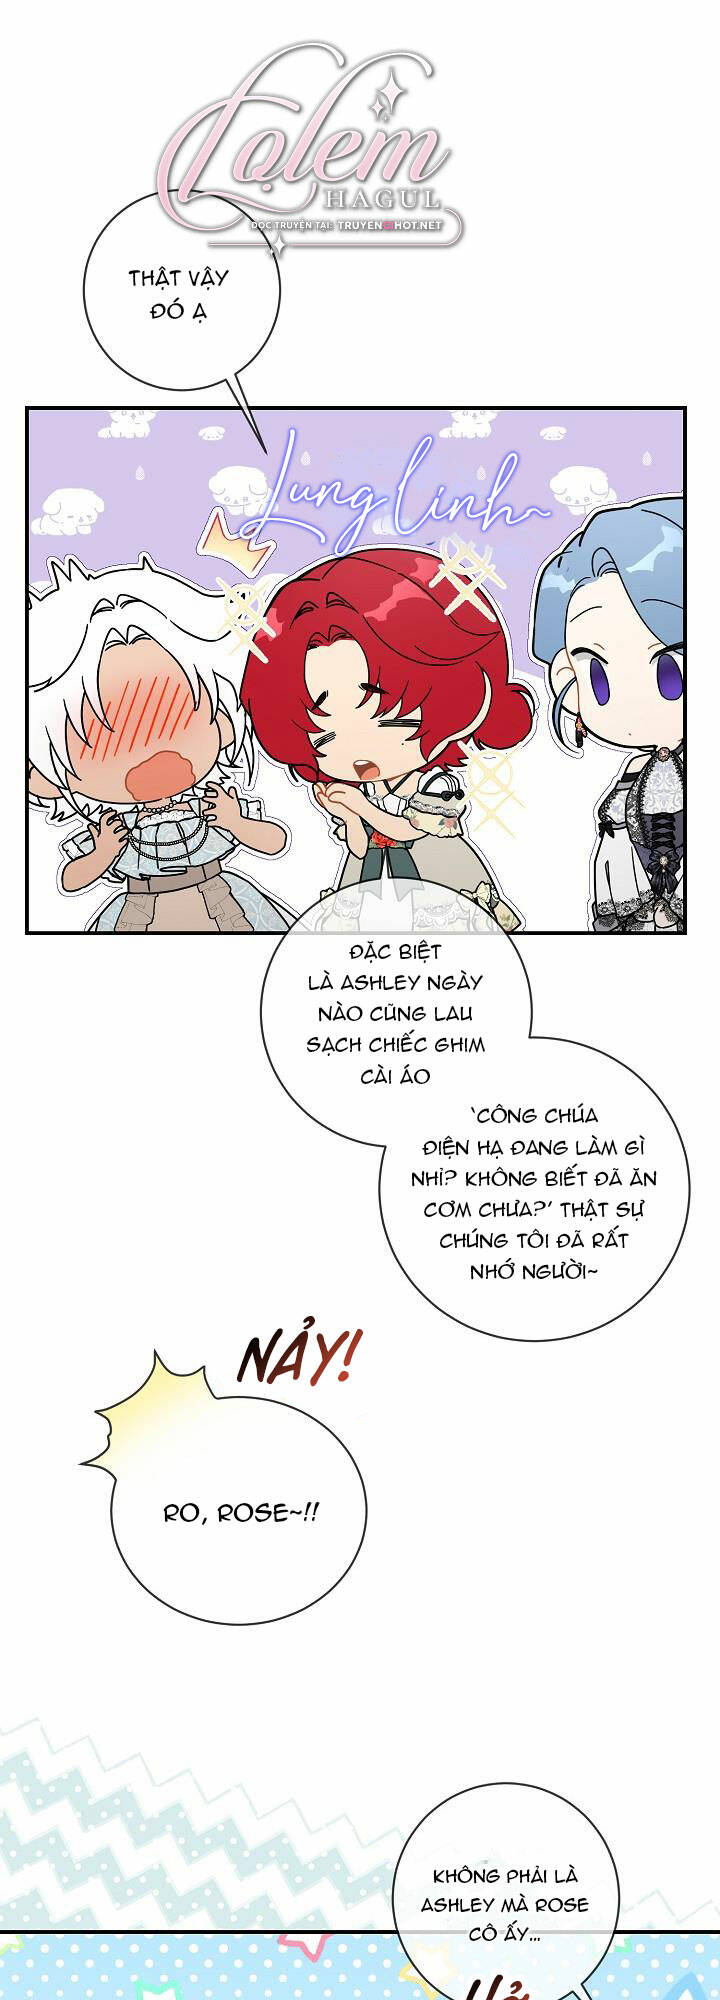 Lọlem
HAGUL
ĐỌC TRUYỆN TẠI: TRUYENGIHOT.NET
THẬT VẬY
ĐÓ Ạ
Lung linh~
ĐẶC BIỆT
LÀ ASHLEY NGÀY
NÀO CŨNG LAU
SẠCH CHIẾC GHIM
CÀI ÁO
'CÔNG CHÚA
ĐIỆN HẠ ĐANG LÀM GÌ
NHỈ? KHÔNG BIẾT ĐÃ ĂN
CƠM CHƯA?' THẬT SỰ
CHÚNG TÔI ĐÃ RẤT
NHỚ NGƯỜI~
NẢY!
RO, ROSE~!!
KHÔNG PHẢI LÀ
ASHLEY MÀ ROSE
CÔ ẤY...